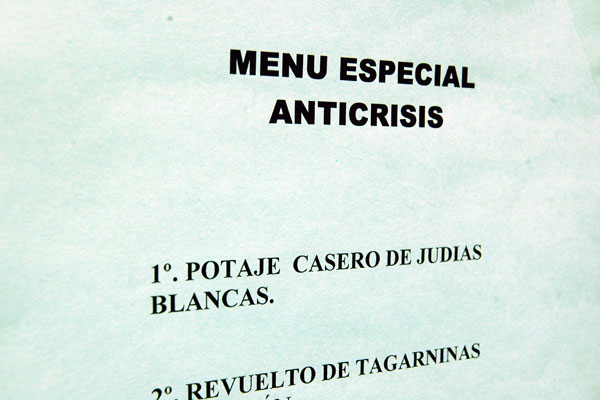 MENU ESPECIAL
ANTICRISIS
1º. POTAJE CASERO DE JUDIAS
BLANCAS.
2º. REVUELTO DE TAGARNINAS